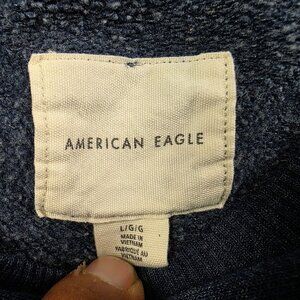 AMERICAN EAGLE
L/G/G
MADE IN
VIETNAM
FABRIQUÉ AU
VIETNAM